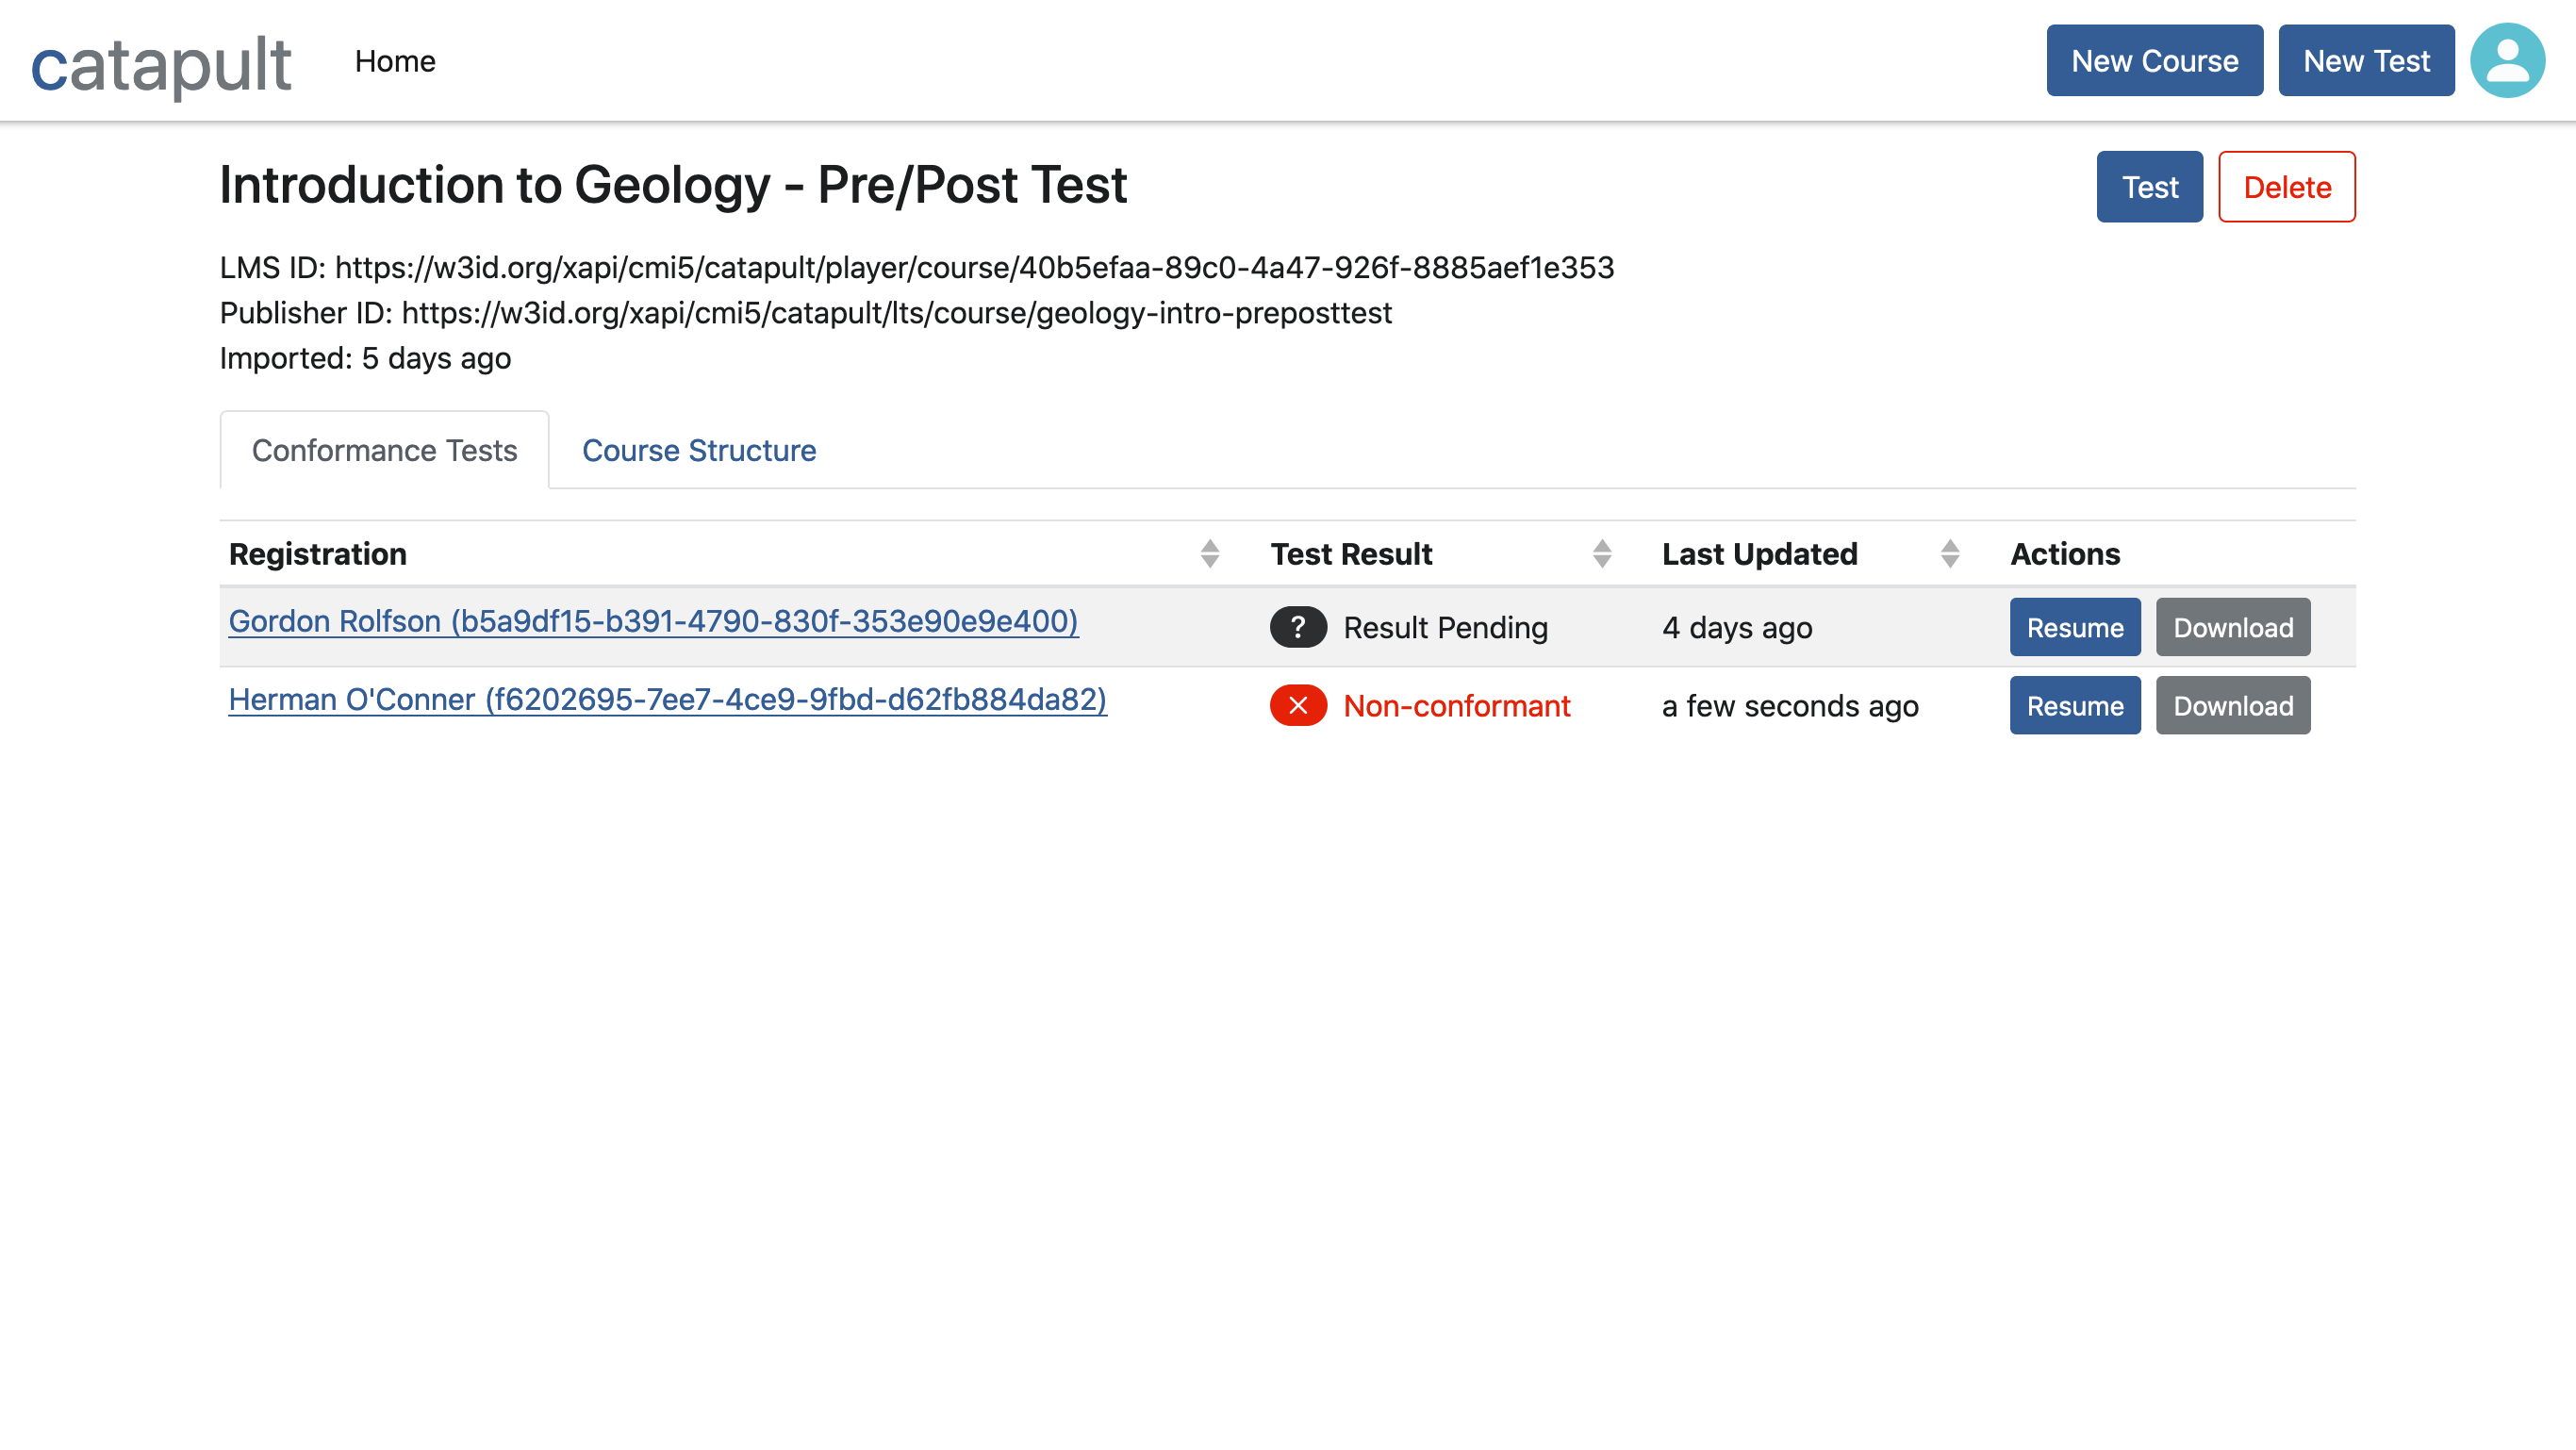 catapult Home New Course New Test
Introduction to Geology - Pre/Post Test Test Delete
LMS ID: https://w3id.org/xapi/cmi5/catapult/player/course/40b5efaa-89c0-4a47-926f-8885aef1e353
Publisher ID: https://w3id.org/xapi/cmi5/catapult/lts/course/geology-intro-preposttest
Imported: 5 days ago
Conformance Tests Course Structure
Registration Test Result Last Updated Actions
Gordon Rolfson (b5a9df15-b391-4790-830f-353e90e9e400) ? Result Pending 4 days ago Resume Download
Herman O'Conner (f6202695-7ee7-4ce9-9fbd-d62fb884da82) Non-conformant a few seconds ago Resume Download